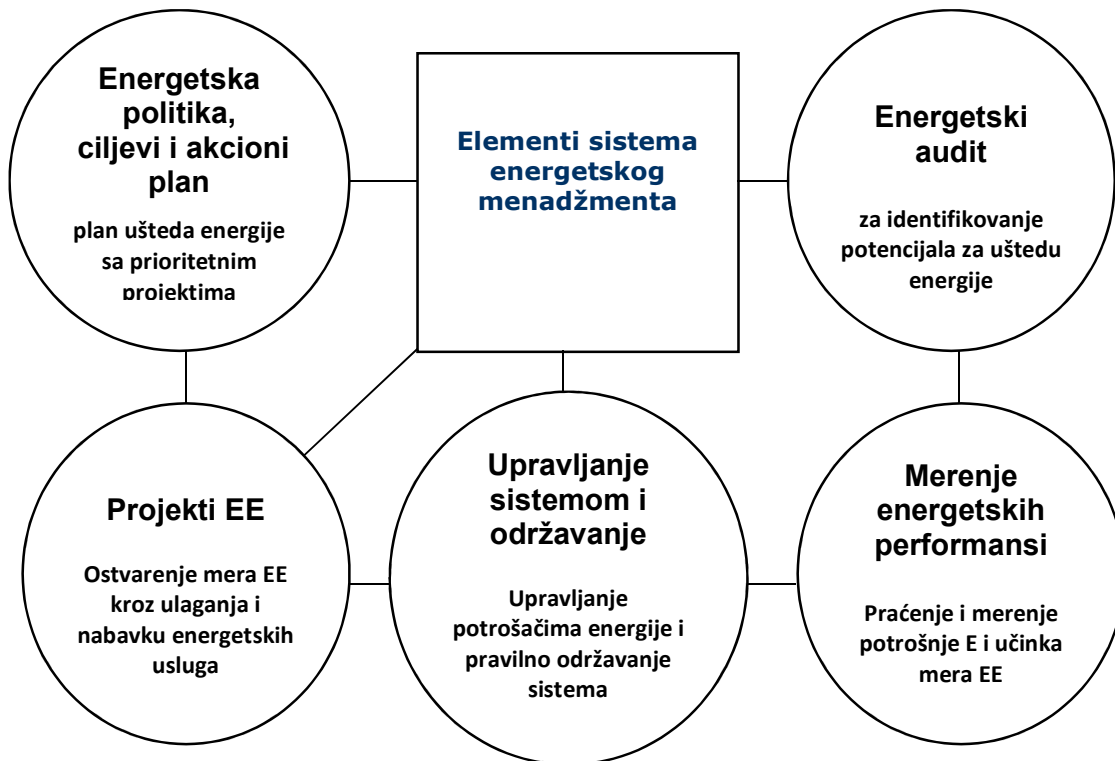 Energetska
politika,
ciljevi i akcioni
plan
plan ušteda energije
sa prioritetnim
projektima
Elementi sistema
energetskog
menadžmenta
Energetski
audit
za identifikovanje
potencijala za uštedu
energije
Projekti EE
Ostvarenje mera EE
kroz ulaganja i
nabavku energetskih
usluga
Upravljanje
sistemom i
održavanje
Upravljanje
potrošačima energije i
pravilno održavanje
sistema
Merenje
energetskih
performansi
Praćenje i merenje
potrošnje E i učinka
mera EE